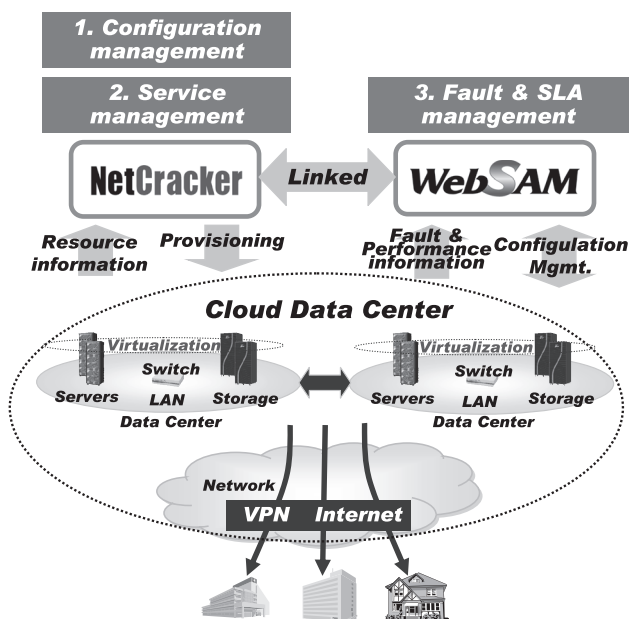 1. Configuration
management
2. Service
management
3. Fault & SLA
management
NetCracker
Linked
WebSAM
Resource
information
Provisioning
Fault &
Performance
information
Configulation
Mgmt.
Cloud Data Center
Virtualization
Switch
Servers
LAN
Storage
Data Center
Virtualization
Switch
Servers
LAN
Storage
Data Center
Network
VPN Internet